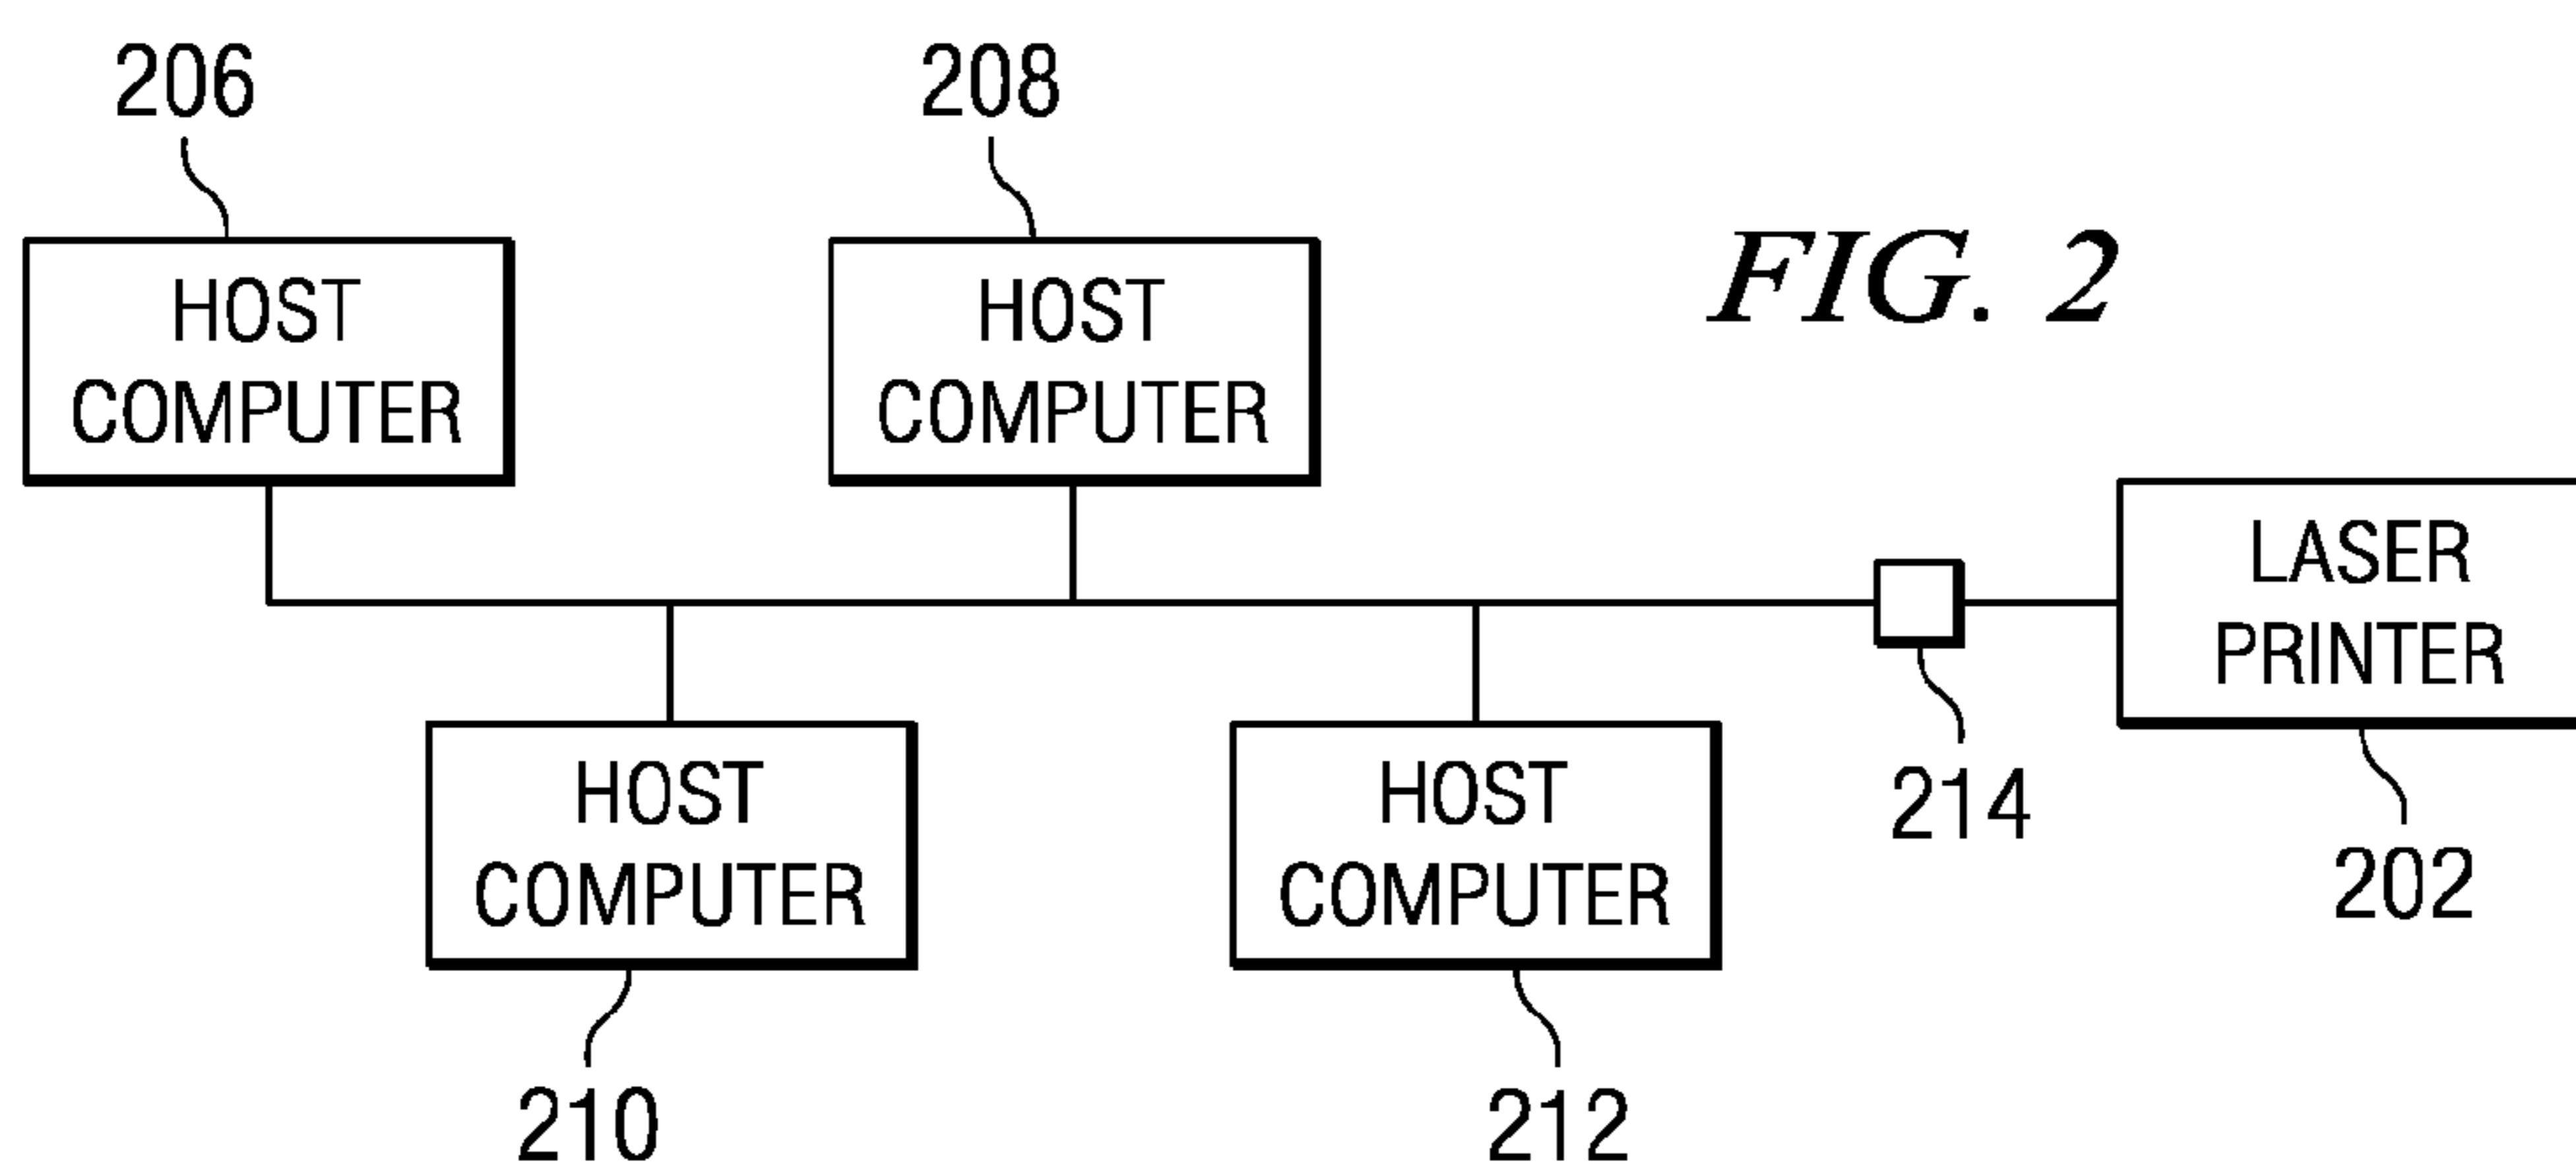 206
208
HOST
COMPUTER
HOST
COMPUTER
FIG. 2
LASER
PRINTER
HOST
COMPUTER
HOST
COMPUTER
214
202
210
212